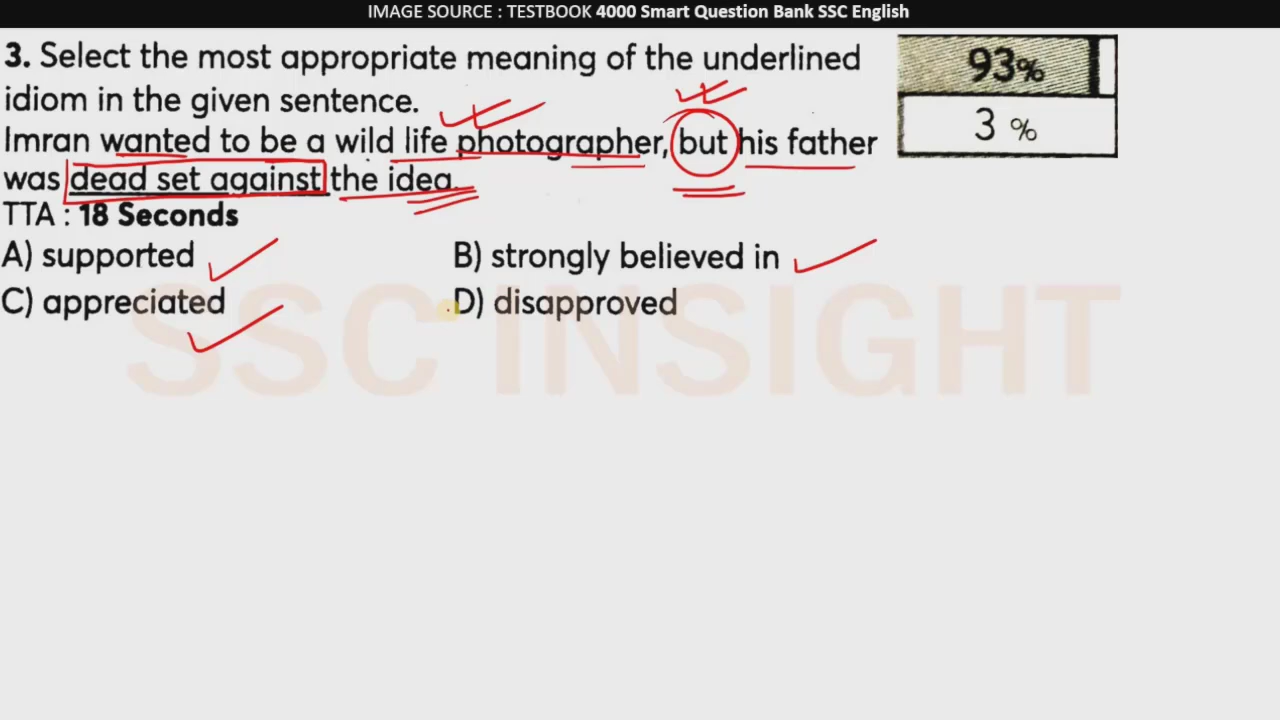 IMAGE SOURCE : TESTBOOK 4000 Smart Question Bank SSC English
3. Select the most appropriate meaning of the underlined
idiom in the given sentence.
Imran wanted to be a wild life photographer, but his father
was dead set against the idea.
TTA : 18 Seconds
A) supported
B) strongly believed in
C) appreciated
D) disapproved
93%
3 %
SSC INSIGHT